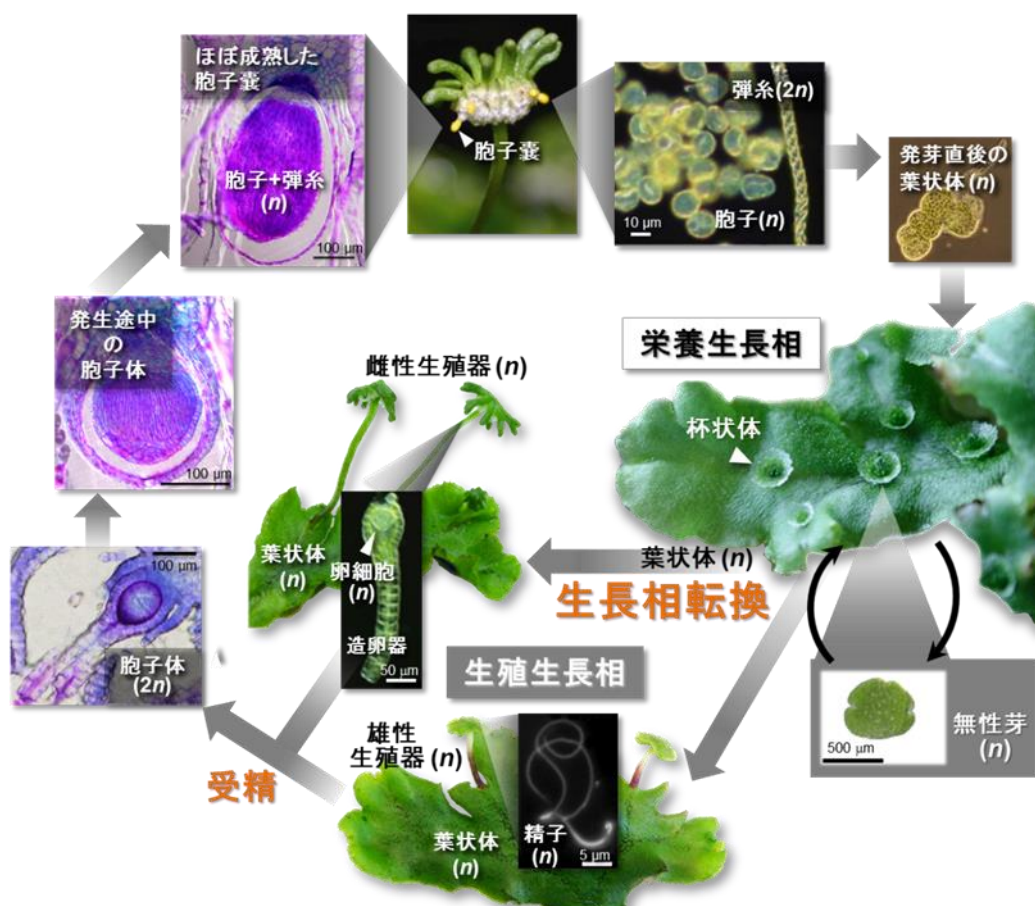 ほぼ成熟した
胞子嚢
胞子+弾糸
(n)
100 µm
胞子嚢
弾糸(2n)
胞子(n)
10 µm
発芽直後の
葉状体(n)
発生途中
の
胞子体
100 µm
栄養生長相
杯状体
雌性生殖器(n)
葉状体
(n)
卵細胞
(n)
造卵器
50 µm
葉状体(n)
生長相転換
100 µm
胞子体
(2n)
生殖生長相
500 µm
無性芽
(n)
雄性
生殖器(n)
受精
葉状体
(n)
精子
(n)
5 µm